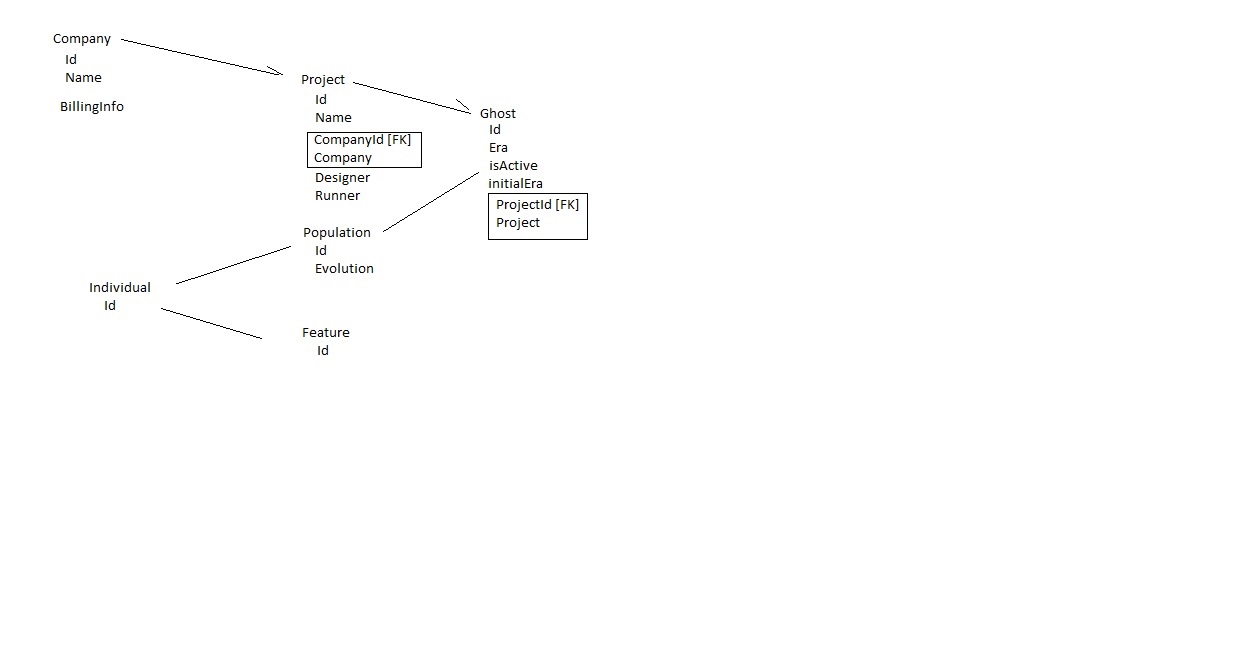 Company
Id
Name
BillingInfo
Project
Id
Name
CompanyId [FK]
Company
Designer
Runner
Ghost
Id
Era
isActive
initialEra
ProjectId [FK]
Project
Population
Id
Evolution
Individual
Id
Feature
Id